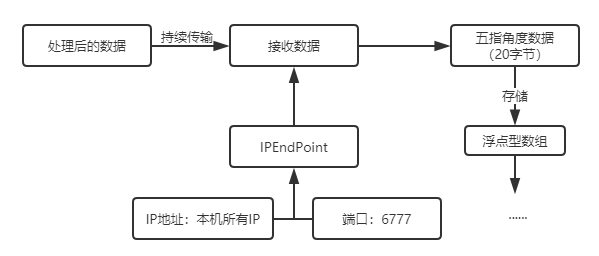 处理后的数据
持续传输
接收数据
五指角度数据
（20字节）
存储
浮点型数组
......
IPEndPoint
IP地址：本机所有IP
端口：6777